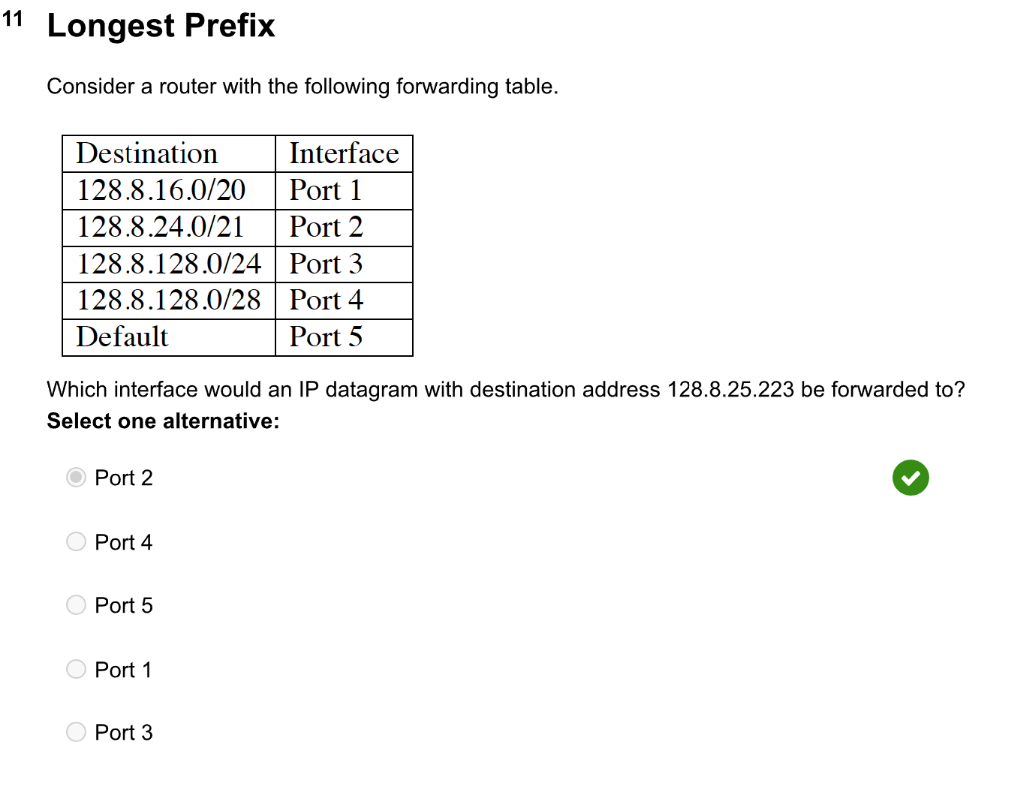 11 Longest Prefix
Consider a router with the following forwarding table.
Destination Interface
128.8.16.0/20 Port 1
128.8.24.0/21 Port 2
128.8.128.0/24 Port 3
128.8.128.0/28 Port 4
Default Port 5
Which interface would an IP datagram with destination address 128.8.25.223 be forwarded to?
Select one alternative:
Port 2
Port 4
Port 5
Port 1
Port 3